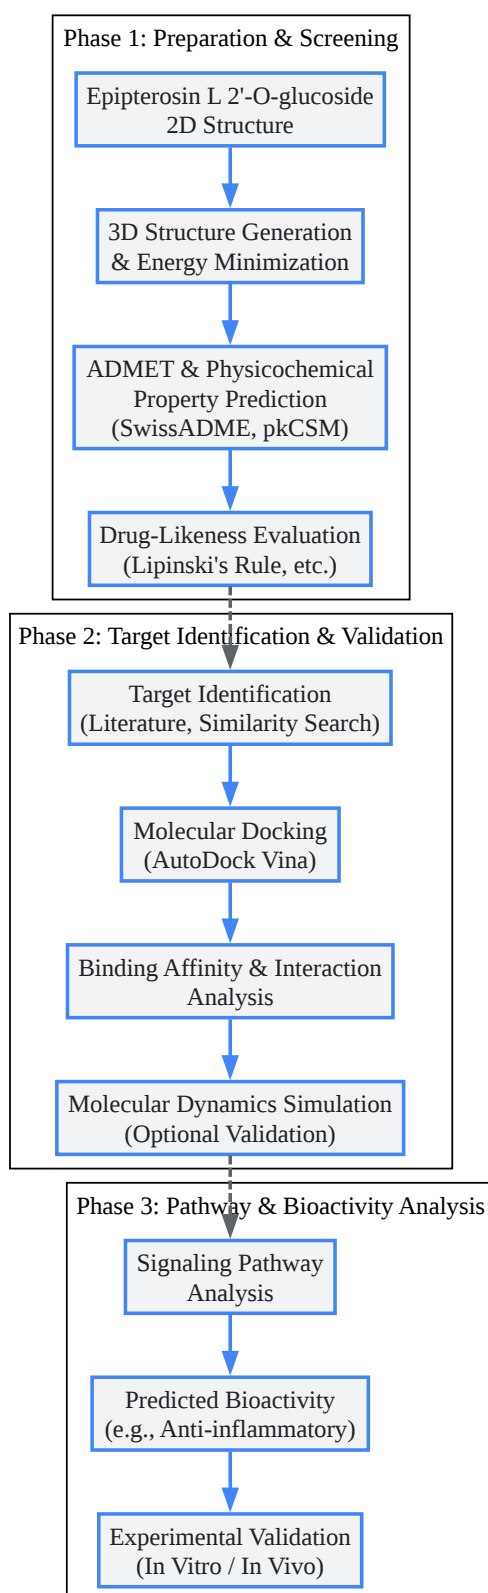 Phase 1: Preparation & Screening
Epipterosin L 2'-O-glucoside
2D Structure
3D Structure Generation
& Energy Minimization
ADMET & Physicochemical
Property Prediction
(SwissADME, pkCSM)
Drug-Likeness Evaluation
(Lipinski's Rule, etc.)
Phase 2: Target Identification & Validation
Target Identification
(Literature, Similarity Search)
Molecular Docking
(AutoDock Vina)
Binding Affinity & Interaction
Analysis
Molecular Dynamics Simulation
(Optional Validation)
Phase 3: Pathway & Bioactivity Analysis
Signaling Pathway
Analysis
Predicted Bioactivity
(e.g., Anti-inflammatory)
Experimental Validation
(In Vitro / In Vivo)